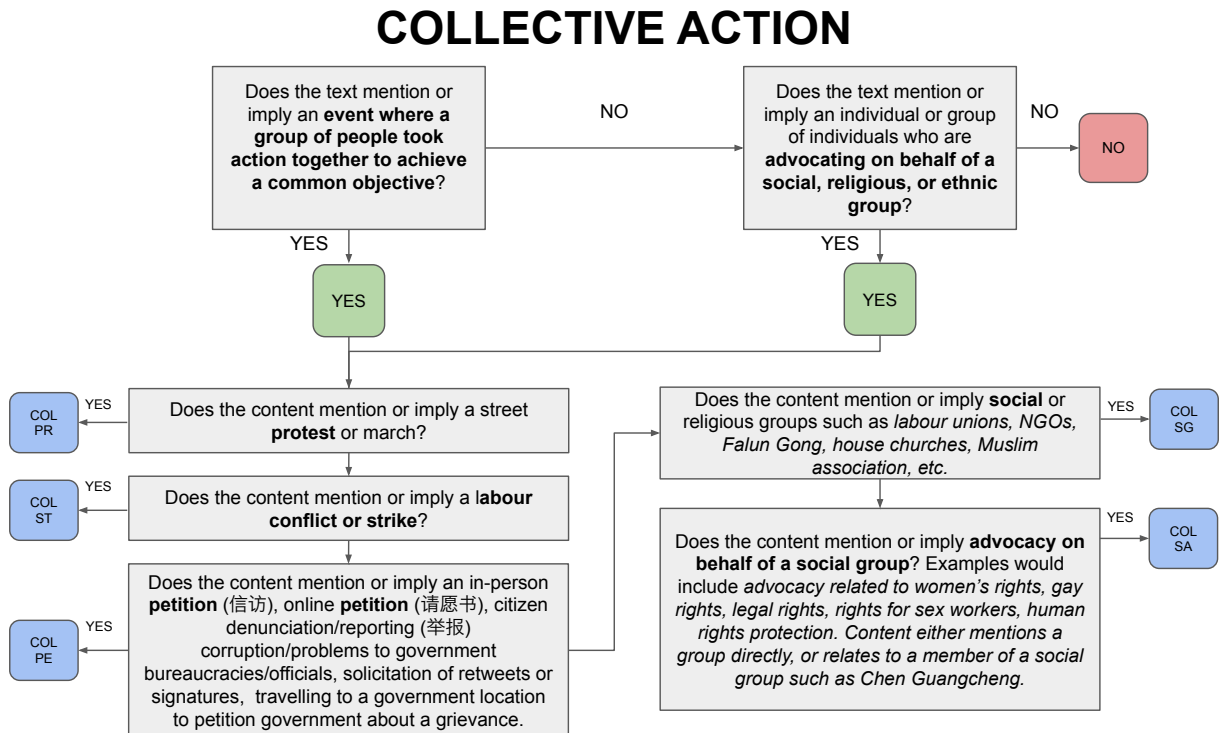 COLLECTIVE ACTION
Does the text mention or
imply an event where a
group of people took
action together to achieve
a common objective?
NO
Does the text mention or
imply an individual or group
of individuals who are
advocating on behalf of a
social, religious, or ethnic
group?
NO
NO
YES
YES
YES
YES
COL
PR
YES
Does the content mention or imply a street
protest or march?
Does the content mention or imply social or
religious groups such as labour unions, NGOs,
Falun Gong, house churches, Muslim
association, etc.
YES
COL
SG
COL
ST
YES
Does the content mention or imply a labour
conflict or strike?
Does the content mention or imply advocacy on
behalf of a social group? Examples would
include advocacy related to women's rights, gay
rights, legal rights, rights for sex workers, human
rights protection. Content either mentions a
group directly, or relates to a member of a social
group such as Chen Guangcheng.
YES
COL
SA
COL
PE
YES
Does the content mention or imply an in-person
petition (信访), online petition (请愿书), citizen
denunciation/reporting (举报)
corruption/problems to government
bureaucracies/officials, solicitation of retweets or
signatures, travelling to a government location
to petition government about a grievance.